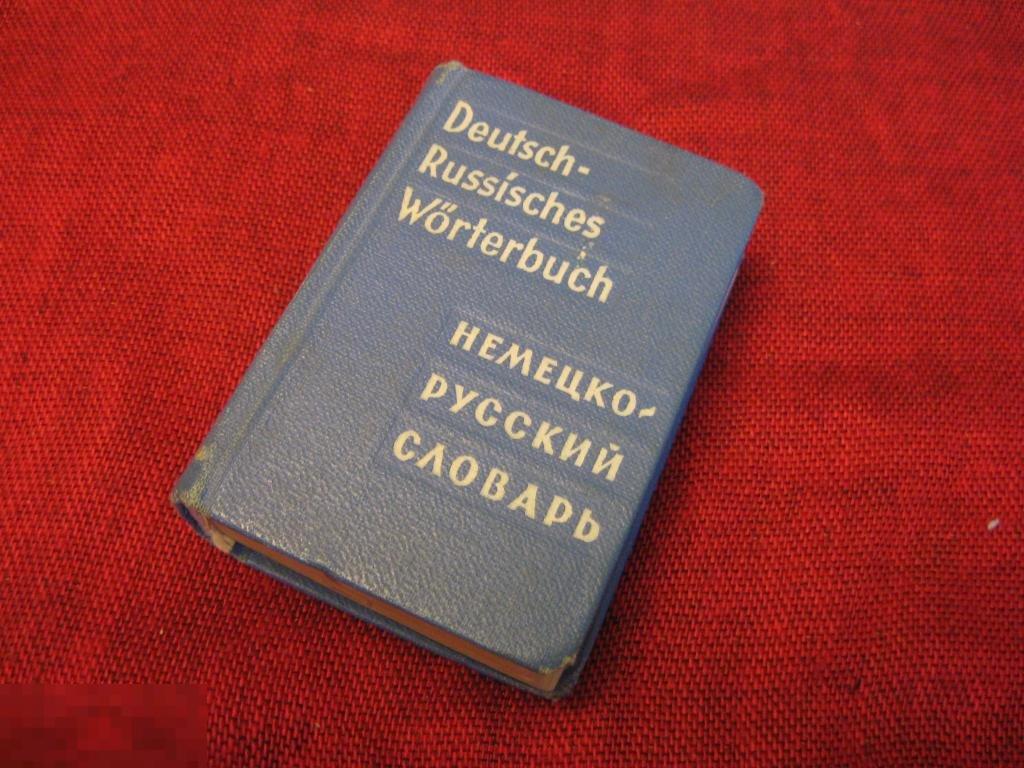 Deutsch-
Russisches
Wörterbuch
НЕМЕЦКО-
РУССКИЙ
СЛОВАРЬ